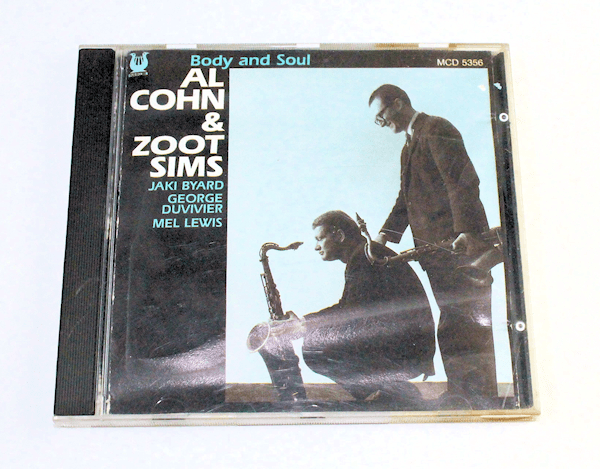 Body and Soul
MCD 5356
AL
COHN
&
ZOOT
SIMS
JAKI BYARD
GEORGE
DUVIVIER
MEL LEWIS